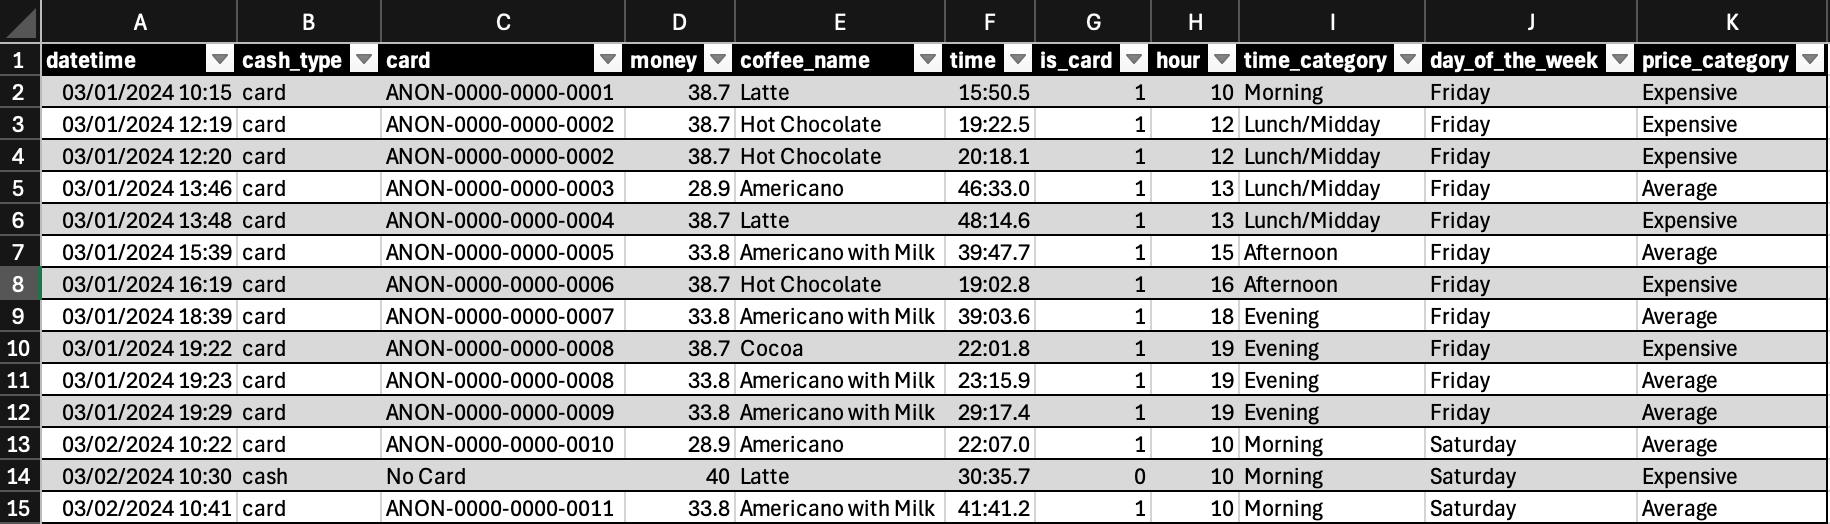 A B C D E F G H I J K
1 datetime cash_type card money coffee_name time is_card hour time_category day_of_the_week price_category
2 03/01/2024 10:15 card ANON-0000-0000-0001 38.7 Latte 15:50.5 1 10 Morning Friday Expensive
3 03/01/2024 12:19 card ANON-0000-0000-0002 38.7 Hot Chocolate 19:22.5 1 12 Lunch/Midday Friday Expensive
4 03/01/2024 12:20 card ANON-0000-0000-0002 38.7 Hot Chocolate 20:18.1 1 12 Lunch/Midday Friday Expensive
5 03/01/2024 13:46 card ANON-0000-0000-0003 28.9 Americano 46:33.0 1 13 Lunch/Midday Friday Average
6 03/01/2024 13:48 card ANON-0000-0000-0004 38.7 Latte 48:14.6 1 13 Lunch/Midday Friday Expensive
7 03/01/2024 15:39 card ANON-0000-0000-0005 33.8 Americano with Milk 39:47.7 1 15 Afternoon Friday Average
8 03/01/2024 16:19 card ANON-0000-0000-0006 38.7 Hot Chocolate 19:02.8 1 16 Afternoon Friday Expensive
9 03/01/2024 18:39 card ANON-0000-0000-0007 33.8 Americano with Milk 39:03.6 1 18 Evening Friday Average
10 03/01/2024 19:22 card ANON-0000-0000-0008 38.7 Cocoa 22:01.8 1 19 Evening Friday Expensive
11 03/01/2024 19:23 card ANON-0000-0000-0008 33.8 Americano with Milk 23:15.9 1 19 Evening Friday Average
12 03/01/2024 19:29 card ANON-0000-0000-0009 33.8 Americano with Milk 29:17.4 1 19 Evening Friday Average
13 03/02/2024 10:22 card ANON-0000-0000-0010 28.9 Americano 22:07.0 1 10 Morning Saturday Average
14 03/02/2024 10:30 cash No Card 40 Latte 30:35.7 0 10 Morning Saturday Expensive
15 03/02/2024 10:41 card ANON-0000-0000-0011 33.8 Americano with Milk 41:41.2 1 10 Morning Saturday Average